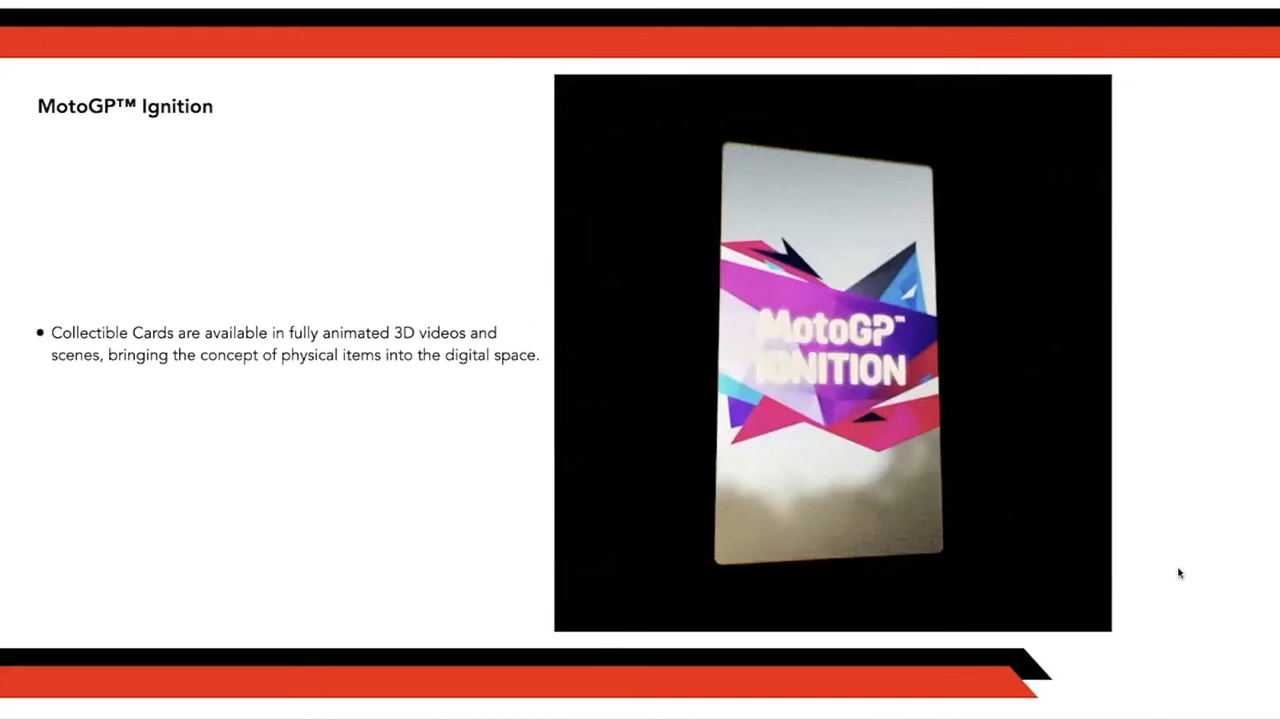 MotoGP™ Ignition
• Collectible Cards are available in fully animated 3D videos and
scenes, bringing the concept of physical items into the digital space.
MotoGP™
IGNITION